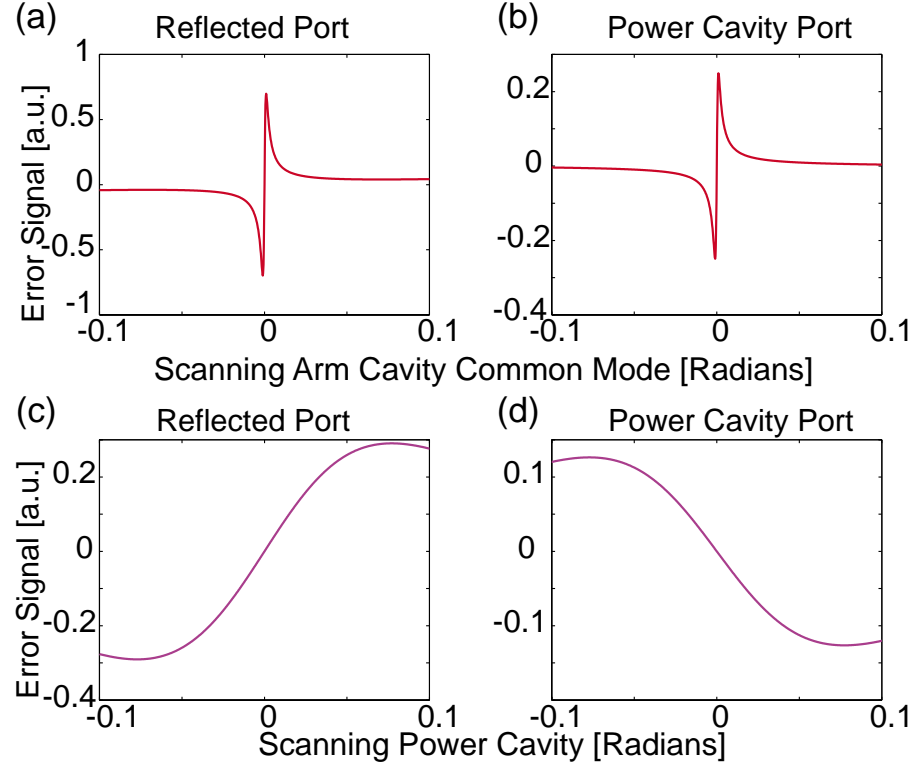 (a)
Reflected Port
(b)
Power Cavity Port
Error Signal [a.u.]
1
0.5
0
-0.5
-1
-0.1
0
0.1
0.2
0
-0.2
-0.4
-0.1
0
0.1
Scanning Arm Cavity Common Mode [Radians]
(c)
Reflected Port
(d)
Power Cavity Port
Error Signal [a.u.]
0.2
0
-0.2
-0.4
-0.1
0
0.1
0.1
0
-0.1
-0.1
0
0.1
Scanning Power Cavity [Radians]